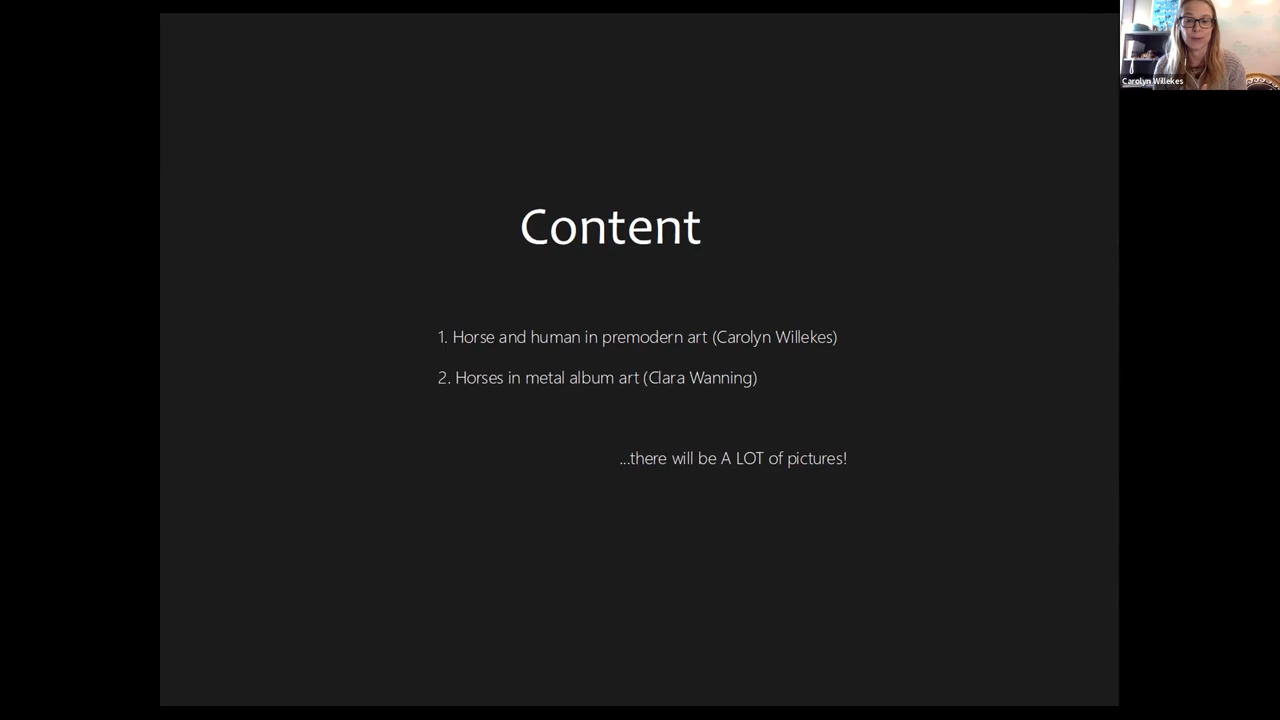 Carolyn Willekes
Content
1. Horse and human in premodern art (Carolyn Willekes)
2. Horses in metal album art (Clara Wanning)
...there will be A LOT of pictures!